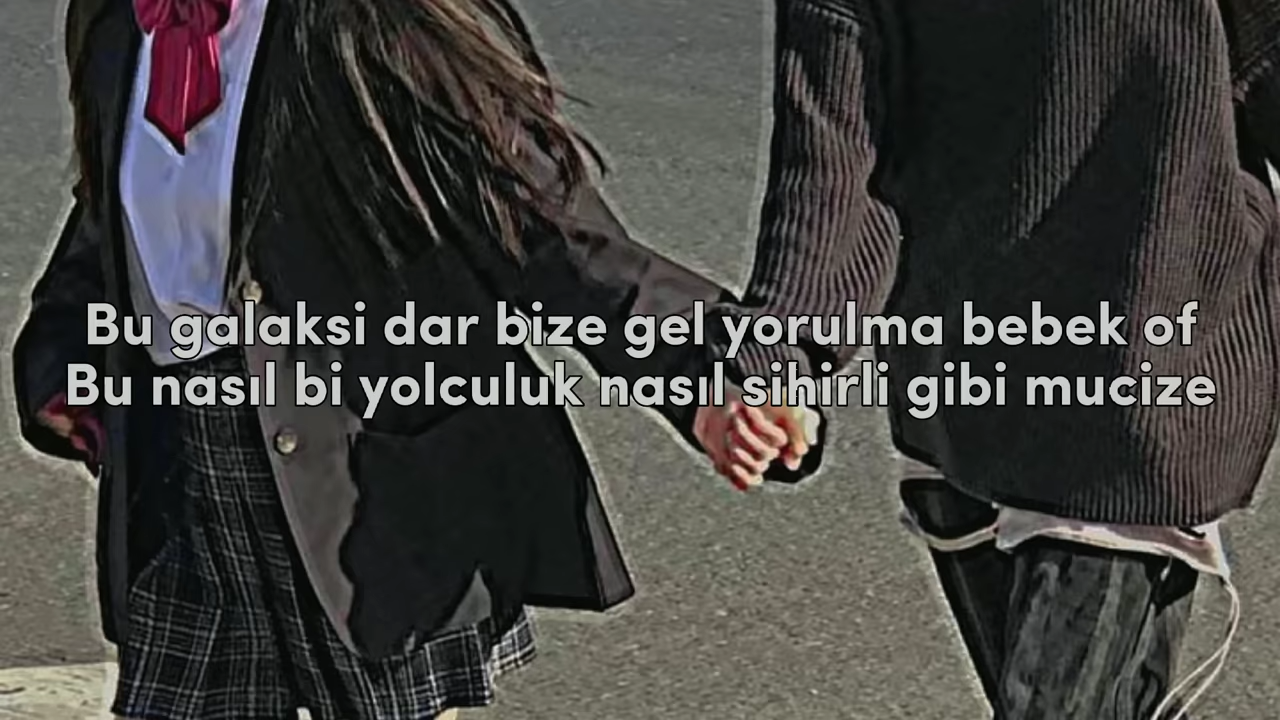 Bu galaksi dar bize gel yorulma bebek of
Bu nasıl bi yolculuk nasıl sihirli gibi mucize